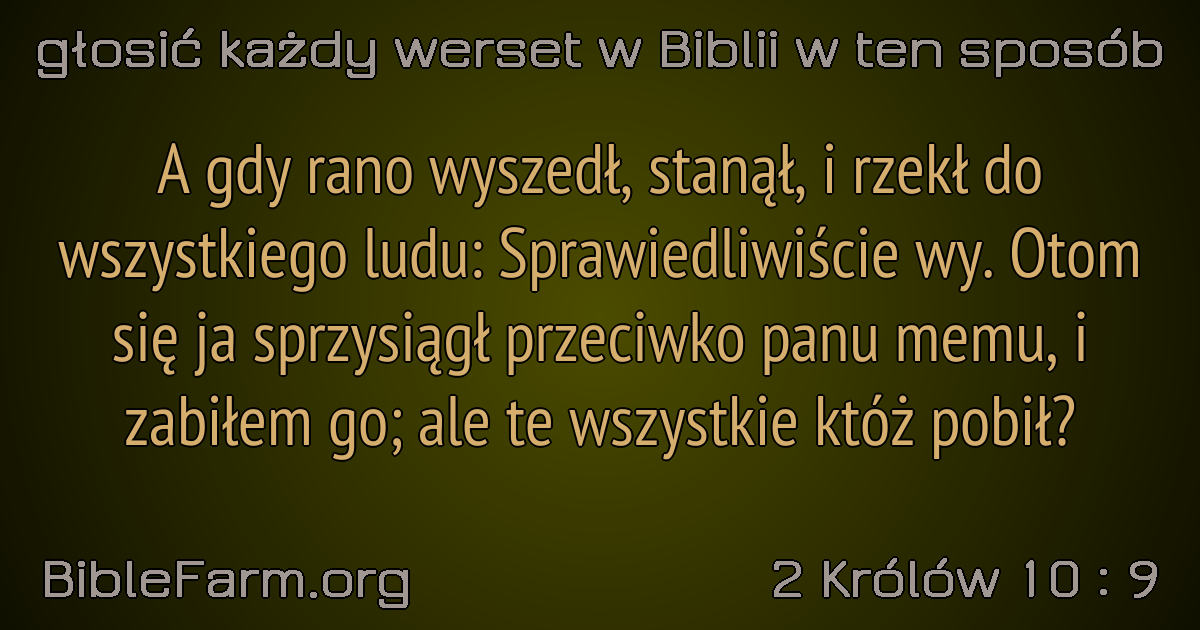 głosić każdy werset w Biblii w ten sposób
A gdy rano wyszedł, stanął, i rzekł do
wszystkiego ludu: Sprawiedliwiście wy. Otom
się ja sprzysiągł przeciwko panu memu, i
zabiłem go; ale te wszystkie któż pobił?
BibleFarm.org
2 Królów 10 : 9